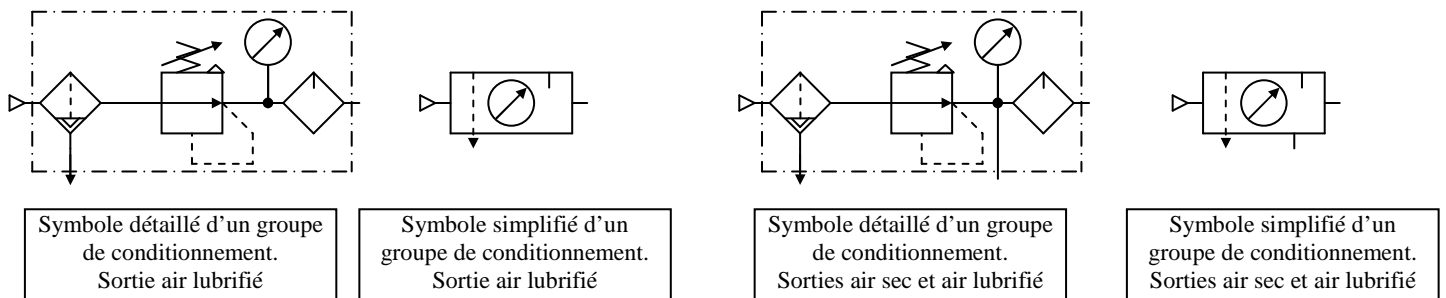 Symbole détaillé d’un groupe
de conditionnement.
Sortie air lubrifié
Symbole simplifié d’un
groupe de conditionnement.
Sortie air lubrifié
Symbole détaillé d’un groupe
de conditionnement.
Sorties air sec et air lubrifié
Symbole simplifié d’un
groupe de conditionnement.
Sorties air sec et air lubrifié